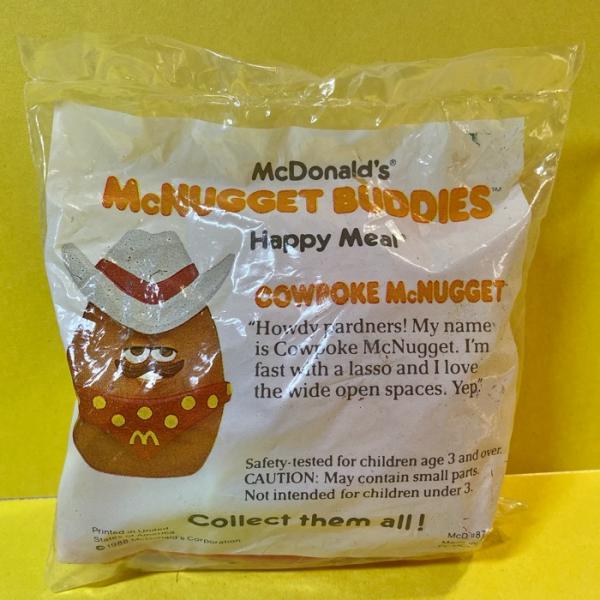 McDonald's®
McNUGGET BUDDIES™
Happy Meal
COWPOKE McNUGGET
"Howdy pardners! My name
is Cowpoke McNugget. I'm
fast with a lasso and I love
the wide open spaces. Yep."
Safety-tested for children age 3 and over.
CAUTION: May contain small parts.
Not intended for children under 3.
Collect them all!
Printed in United
States of America
© 1988 McDonald's Corporation
McD #87